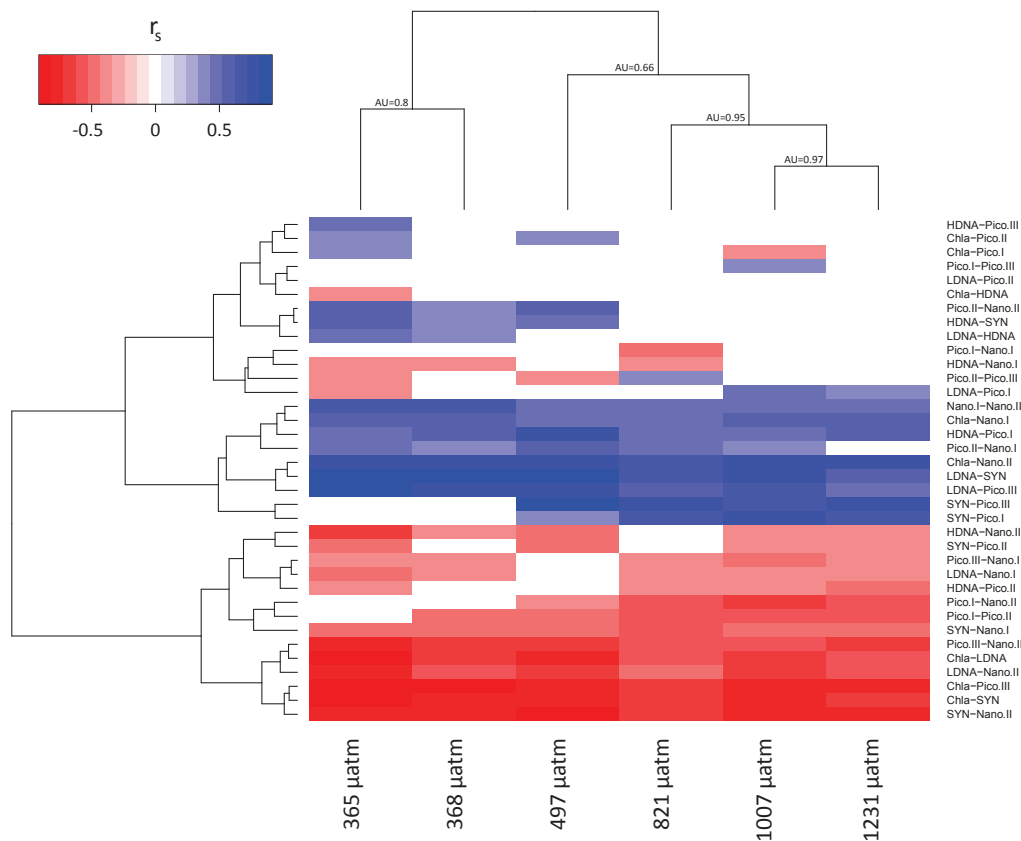 rs
-0.5 0 0.5
AU=0.66
AU=0.8
AU=0.95
AU=0.97
HDNA−Pico.III
Chla−Pico.II
Chla−Pico.I
Pico.I−Pico.III
LDNA−Pico.II
Chla−HDNA
Pico.II−Nano.II
HDNA−SYN
LDNA−HDNA
Pico.I−Nano.I
HDNA−Nano.I
Pico.II−Pico.III
LDNA−Pico.I
Nano.I−Nano.II
Chla−Nano.I
HDNA−Pico.I
Pico.II−Nano.I
Chla−Nano.II
LDNA−SYN
LDNA−Pico.III
SYN−Pico.III
SYN−Pico.I
HDNA−Nano.II
SYN−Pico.II
Pico.III−Nano.I
LDNA−Nano.I
HDNA−Pico.II
Pico.I−Nano.II
Pico.I−Pico.II
SYN−Nano.I
Pico.III−Nano.II
Chla−LDNA
LDNA−Nano.II
Chla−Pico.III
Chla−SYN
SYN−Nano.II
365 µatm
368 µatm
497 µatm
821 µatm
1007 µatm
1231 µatm